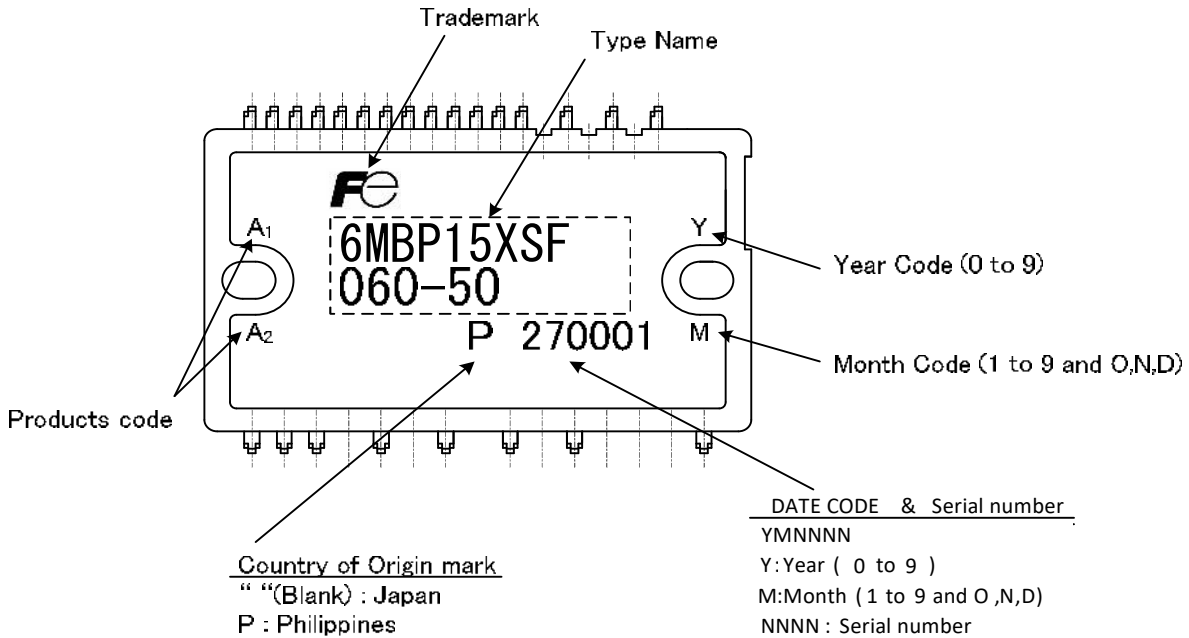 Trademark
Type Name
Fe
A₁
6MBP15XSF
060-50
Y
Year Code (0 to 9)
A₂
P 270001
M
Month Code (1 to 9 and O,N,D)
Products code
Country of Origin mark
“ “(Blank) : Japan
P : Philippines
DATE CODE & Serial number
YMNNNN
Y:Year ( 0 to 9 )
M:Month (1 to 9 and O ,N,D)
NNNN : Serial number